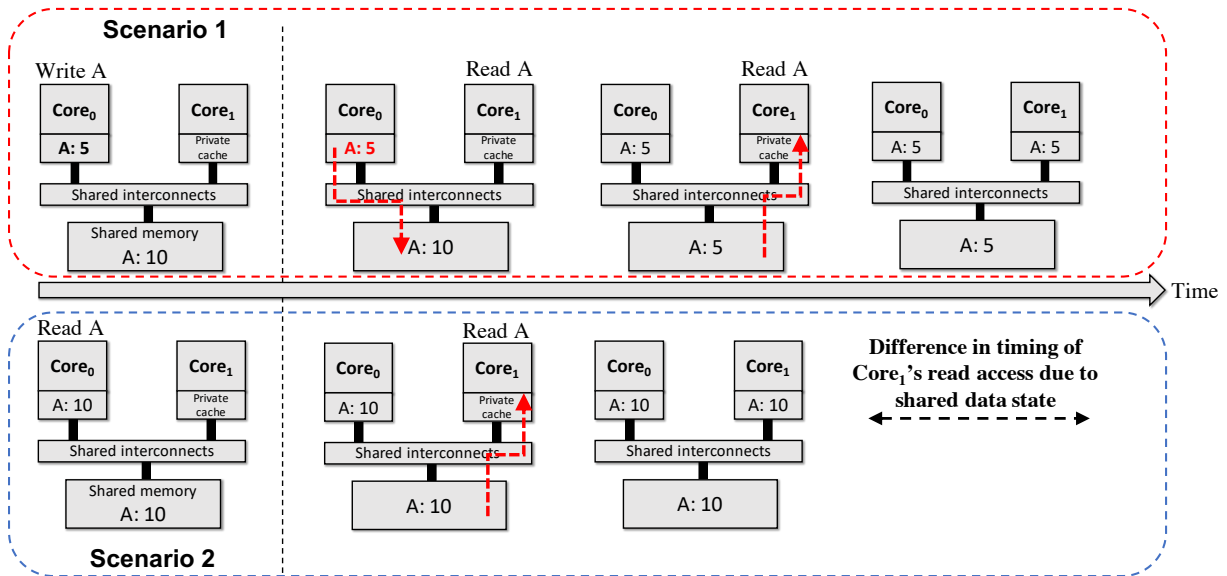 Scenario 1
Write A
Read A
Read A
Core0
Core1
Core0
Core1
Core0
Core1
Core0
Core1
A: 5
Private
cache
A: 5
Private
cache
A: 5
Private
cache
A: 5
A: 5
Shared interconnects
Shared interconnects
Shared interconnects
Shared interconnects
Shared memory
A: 10
A: 10
A: 5
A: 5
Time
Read A
Read A
Core0
Core1
Core0
Core1
Core0
Core1
A: 10
Private
cache
A: 10
Private
cache
A: 10
A: 10
Shared interconnects
Shared interconnects
Shared interconnects
Shared memory
A: 10
A: 10
A: 10
Difference in timing of
Core1's read access due to
shared data state
Scenario 2